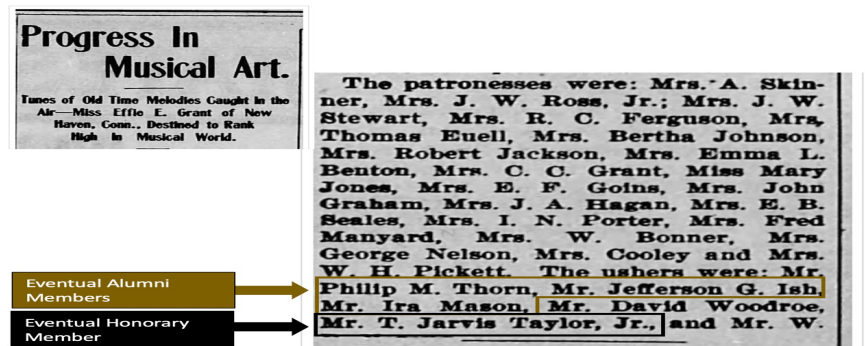 Progress In
Musical Art.
Tunes of Old Time Melodies Caught in the
Air—Miss Effie E. Grant of New
Haven, Conn., Destined to Rank
High in Musical World.
The patronesses were: Mrs. A. Skin-
ner, Mrs. J. W. Ross, Jr.; Mrs. J. W.
Stewart, Mrs. R. C. Ferguson, Mrs,
Thomas Euell, Mrs. Bertha Johnson,
Mrs. Robert Jackson, Mrs. Emma L.
Benton, Mrs. C. C. Grant, Miss Mary
Jones, Mrs. E. F. Goins, Mrs. John
Graham, Mrs. J. A. Hagan, Mrs. E. B.
Seales, Mrs. I. N. Porter, Mrs. Fred
Manyard, Mrs. W. Bonner, Mrs.
George Nelson, Mrs. Cooley and Mrs.
W. H. Pickett. The ushers were: Mr.
Philip M. Thorn, Mr. Jefferson G. Ish,
Mr. Ira Mason, Mr. David Woodroe,
Mr. T. Jarvis Taylor, Jr., and Mr. W.
Eventual Alumni
Members
Eventual Honorary
Member